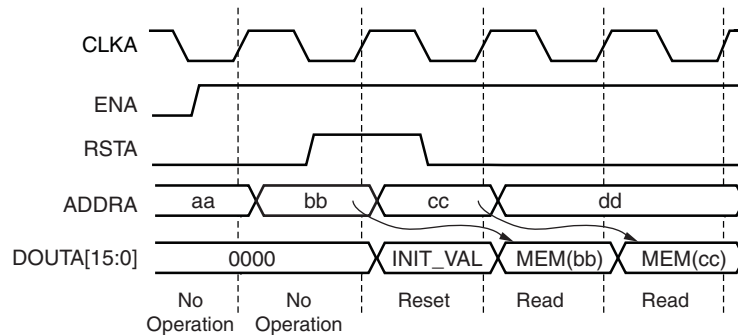 CLKA
ENA
RSTA
ADDRA aa bb cc dd
DOUTA[15:0] 0000 INIT_VAL MEM(bb) MEM(cc)
No No Reset Read Read
Operation Operation